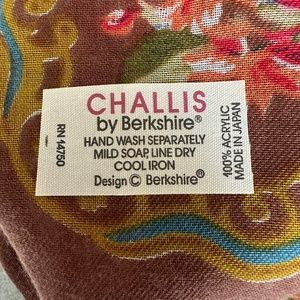 CHALLIS
by Berkshire®
HAND WASH SEPARATELY
MILD SOAP, LINE DRY
COOL IRON
Design © Berkshire®
RN 14750
100% ACRYLIC
MADE IN JAPAN